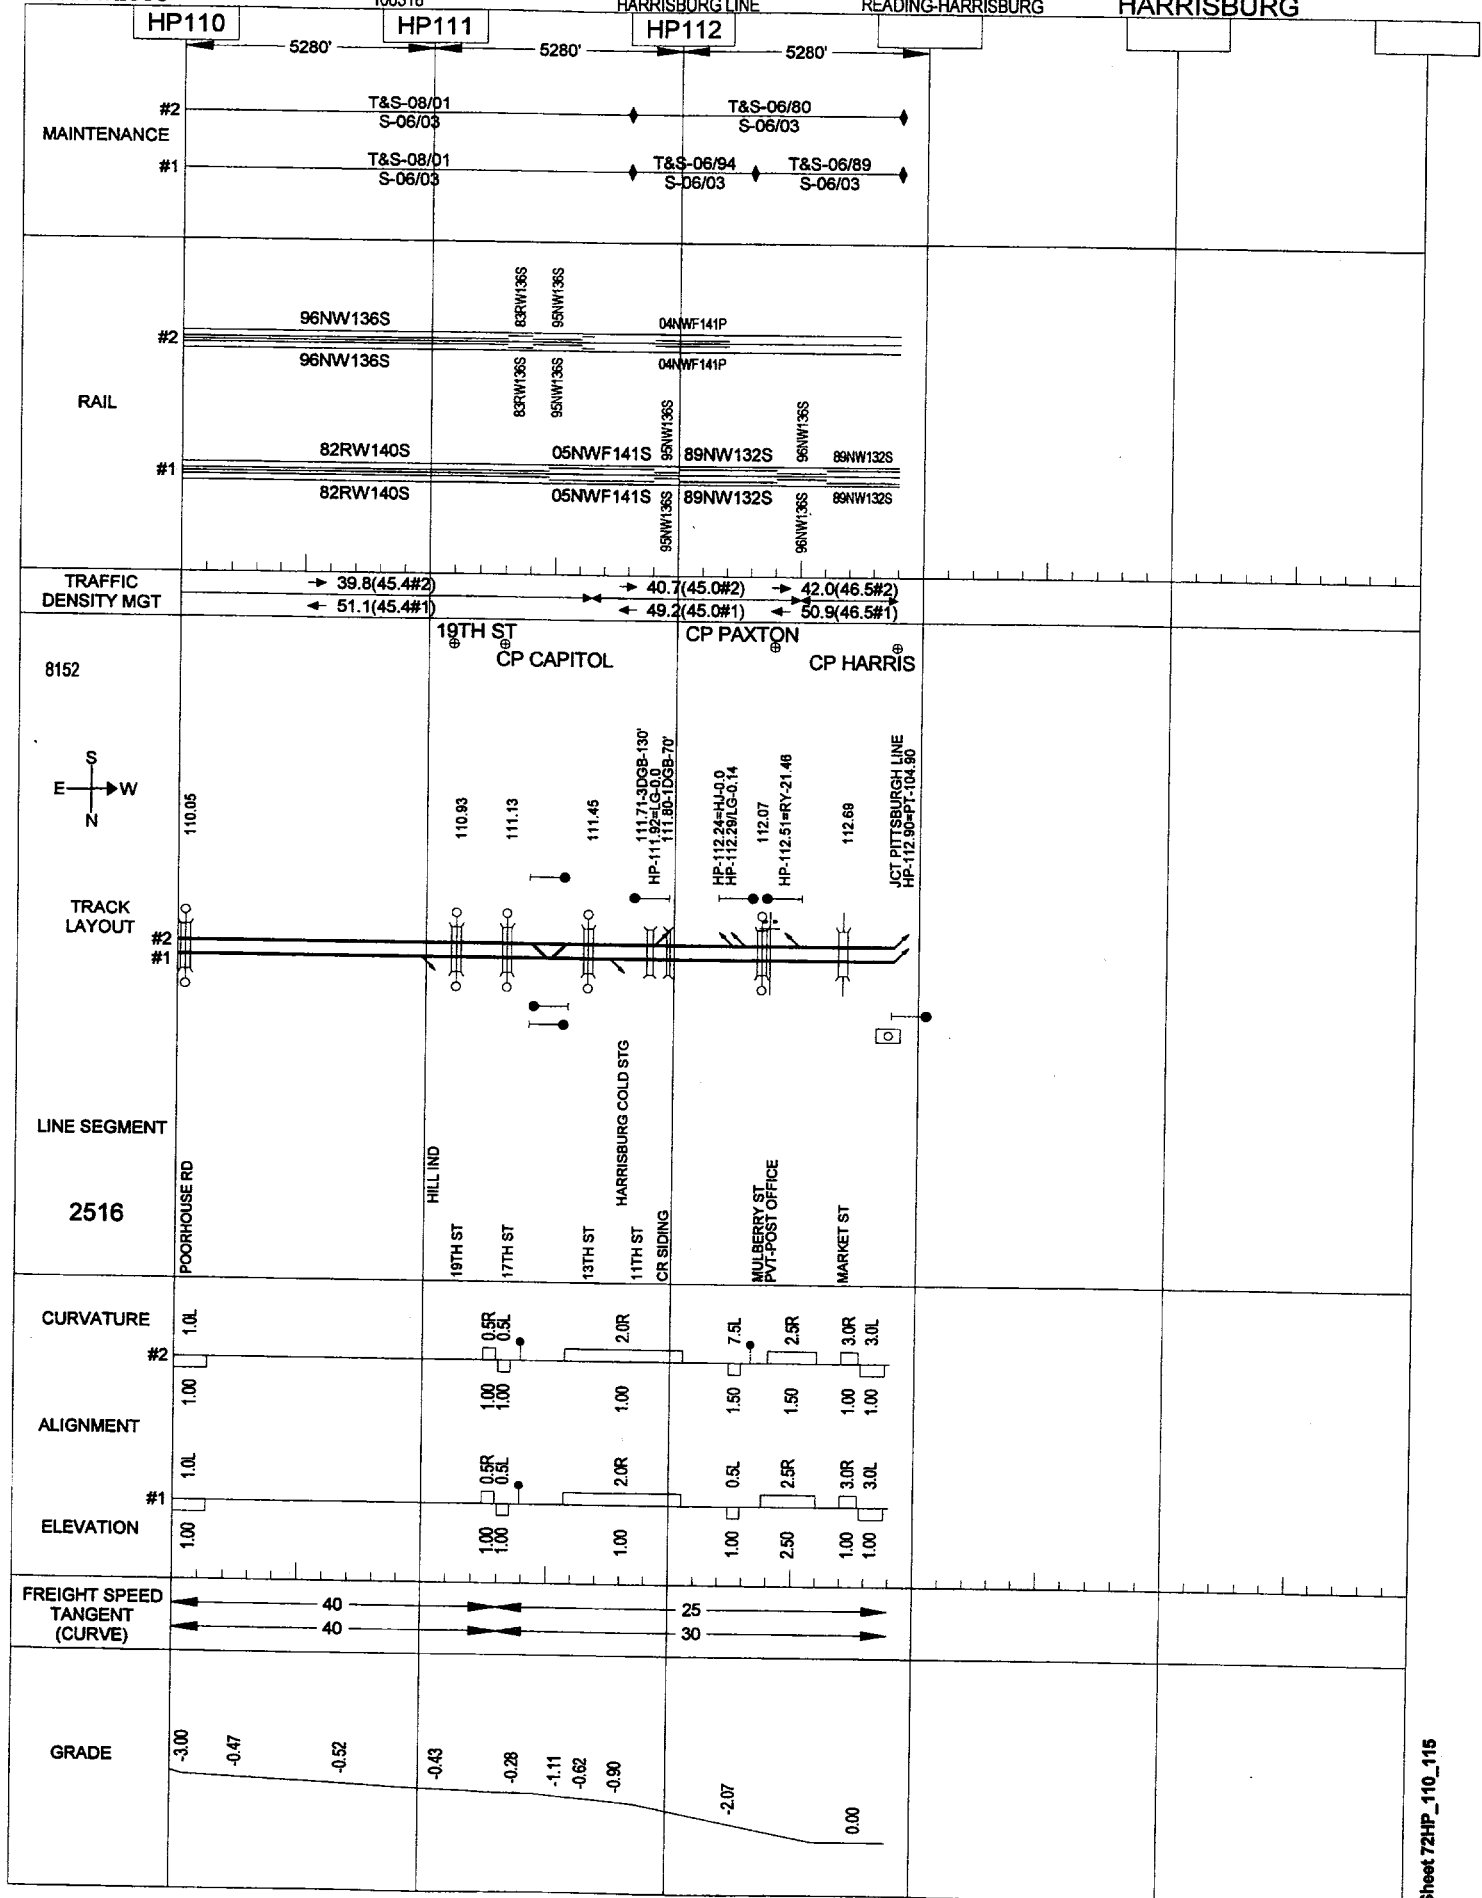 HARRISBURG LINE
READING-HARRISBURG
HARRISBURG
HP110
HP111
HP112
5280'
5280'
5280'
MAINTENANCE
#2
T&S-08/01
S-06/03
T&S-06/80
S-06/03
#1
T&S-08/01
S-06/03
T&S-06/94
S-06/03
T&S-06/89
S-06/03
RAIL
#2
96NW136S
83RW136S
95NW136S
04NWF141P
96NW136S
83RW136S
95NW136S
04NWF141P
#1
82RW140S
05NWF141S
95NW136S
89NW132S
96NW136S
89NW132S
82RW140S
05NWF141S
95NW136S
89NW132S
96NW136S
89NW132S
TRAFFIC
DENSITY MGT
39.8(45.4#2)
40.7(45.0#2)
42.0(46.5#2)
51.1(45.4#1)
49.2(45.0#1)
50.9(46.5#1)
19TH ST
CP CAPITOL
CP PAXTON
CP HARRIS
8152
S
E
W
N
110.05
110.93
111.13
111.45
111.71-3DGB-130'
HP-111.92=LG-0.0
111.80-1DGB-70'
HP-112.24=HJ-0.0
HP-112.29/LG-0.14
112.07
HP-112.51=RY-21.46
112.69
JCT PITTSBURGH LINE
HP-112.90=PT-104.90
TRACK
LAYOUT
#2
#1
LINE SEGMENT
2516
POORHOUSE RD
HILL IND
19TH ST
17TH ST
13TH ST
HARRISBURG COLD STG
11TH ST
CR SIDING
MULBERRY ST
PVT-POST OFFICE
MARKET ST
CURVATURE
#2
1.0L
0.5R
0.5L
2.0R
7.5L
2.5R
3.0R
3.0L
1.00
1.00
1.00
1.00
1.50
1.50
1.00
1.00
ALIGNMENT
#1
1.0L
0.5R
0.5L
2.0R
0.5L
2.5R
3.0R
3.0L
ELEVATION
1.00
1.00
1.00
1.00
1.00
2.50
1.00
1.00
FREIGHT SPEED
TANGENT
(CURVE)
40
25
40
30
GRADE
-3.00
-0.47
-0.52
-0.43
-0.28
-1.11
-0.62
-0.90
-2.07
0.00
Sheet 72HP_110_115